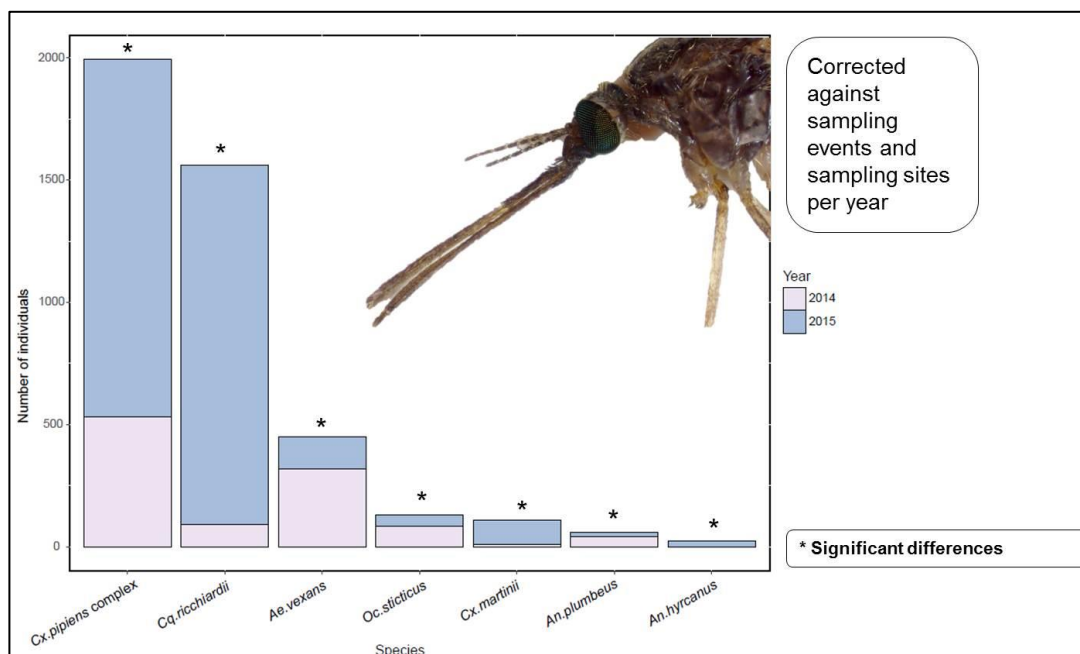 2000
1500
1000
500
0
Number of individuals
*
*
*
*
*
*
*
Cx.pipiens complex
Cq.ricchiardii
Ae.vexans
Oc.sticticus
Cx.martinii
An.plumbeus
An.hyrcanus
Species
Corrected
against
sampling
events and
sampling sites
per year
Year
2014
2015
* Significant differences